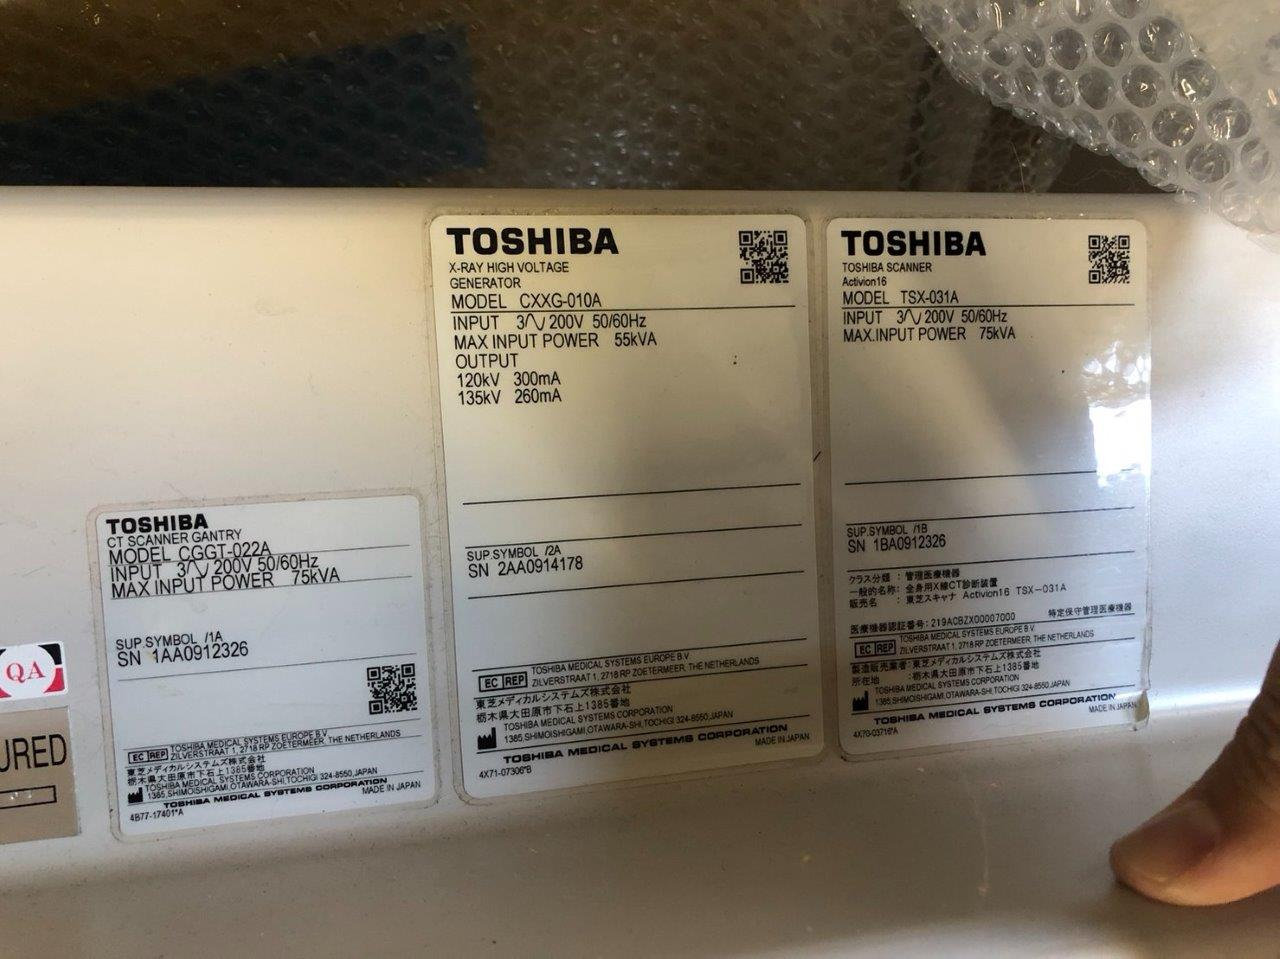 TOSHIBA
CT SCANNER GANTRY
MODEL CGGT-022A
INPUT 3∿200V 50/60Hz
MAX INPUT POWER 75kVA
SUP.SYMBOL /1A
SN 1AA0912326
EC REP TOSHIBA MEDICAL SYSTEMS EUROPE B.V
ZILVERSTRAAT 1, 2718 RP ZOETERMEER, THE NETHERLANDS
東芝メディカルシステムズ株式会社
栃木県大田原市下石上1385番地
TOSHIBA MEDICAL SYSTEMS CORPORATION
1385,SHIMOISHIGAMI,OTAWARA-SHI,TOCHIGI 324-8550,JAPAN
TOSHIBA MEDICAL SYSTEMS CORPORATION
4B77-17401*A MADE IN JAPAN
QA
URED
TOSHIBA
X-RAY HIGH VOLTAGE
GENERATOR
MODEL CXXG-010A
INPUT 3∿200V 50/60Hz
MAX INPUT POWER 55kVA
OUTPUT
120kV 300mA
135kV 260mA
SUP.SYMBOL /2A
SN 2AA0914178
EC REP TOSHIBA MEDICAL SYSTEMS EUROPE B.V
ZILVERSTRAAT 1, 2718 RP ZOETERMEER, THE NETHERLANDS
東芝メディカルシステムズ株式会社
栃木県大田原市下石上1385番地
TOSHIBA MEDICAL SYSTEMS CORPORATION
1385,SHIMOISHIGAMI,OTAWARA-SHI,TOCHIGI 324-8550,JAPAN
TOSHIBA MEDICAL SYSTEMS CORPORATION
4X71-07306*B MADE IN JAPAN
TOSHIBA
TOSHIBA SCANNER
Activion16
MODEL TSX-031A
INPUT 3∿200V 50/60Hz
MAX.INPUT POWER 75kVA
SUP.SYMBOL /1B
SN 1BA0912326
クラス分類 : 管理医療機器
一般的名称: 全身用X線CT診断装置
販売名 : 東芝スキャナ Activion16 TSX-031A
医療機器認証番号: 219ACBZX00007000 特定保守管理医療機器
EC REP TOSHIBA MEDICAL SYSTEMS EUROPE B.V
ZILVERSTRAAT 1, 2718 RP ZOETERMEER, THE NETHERLANDS
製造販売業者 :東芝メディカルシステムズ株式会社
所在地 :栃木県大田原市下石上1385番地
TOSHIBA MEDICAL SYSTEMS CORPORATION
1385,SHIMOISHIGAMI,OTAWARA-SHI,TOCHIGI 324-8550,JAPAN
TOSHIBA MEDICAL SYSTEMS CORPORATION
4X70-03716*A MADE IN JAPAN